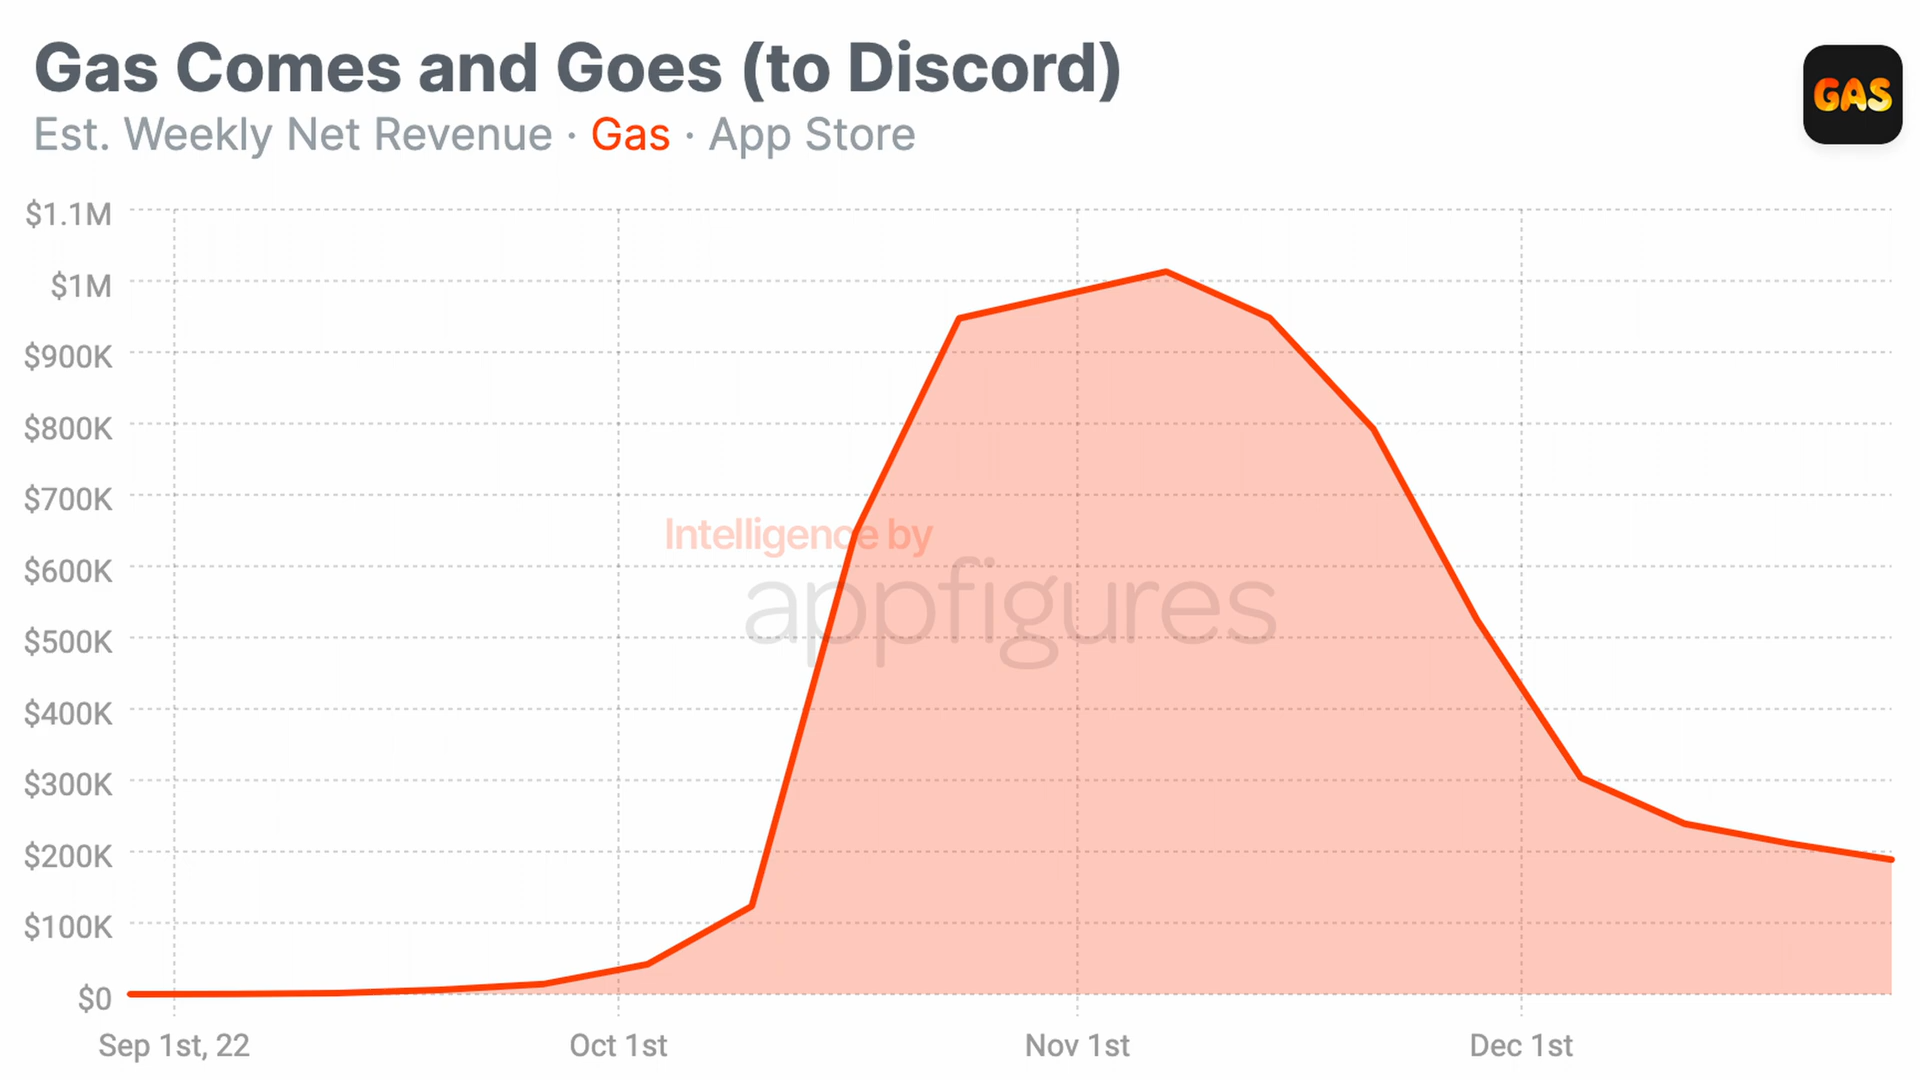 Gas Comes and Goes (to Discord)
Est. Weekly Net Revenue · Gas · App Store
GAS
$1.1M
$1M
$900K
$800K
$700K
$600K
$500K
$400K
$300K
$200K
$100K
$0
Intelligence by
appfigures
Sep 1st, 22
Oct 1st
Nov 1st
Dec 1st